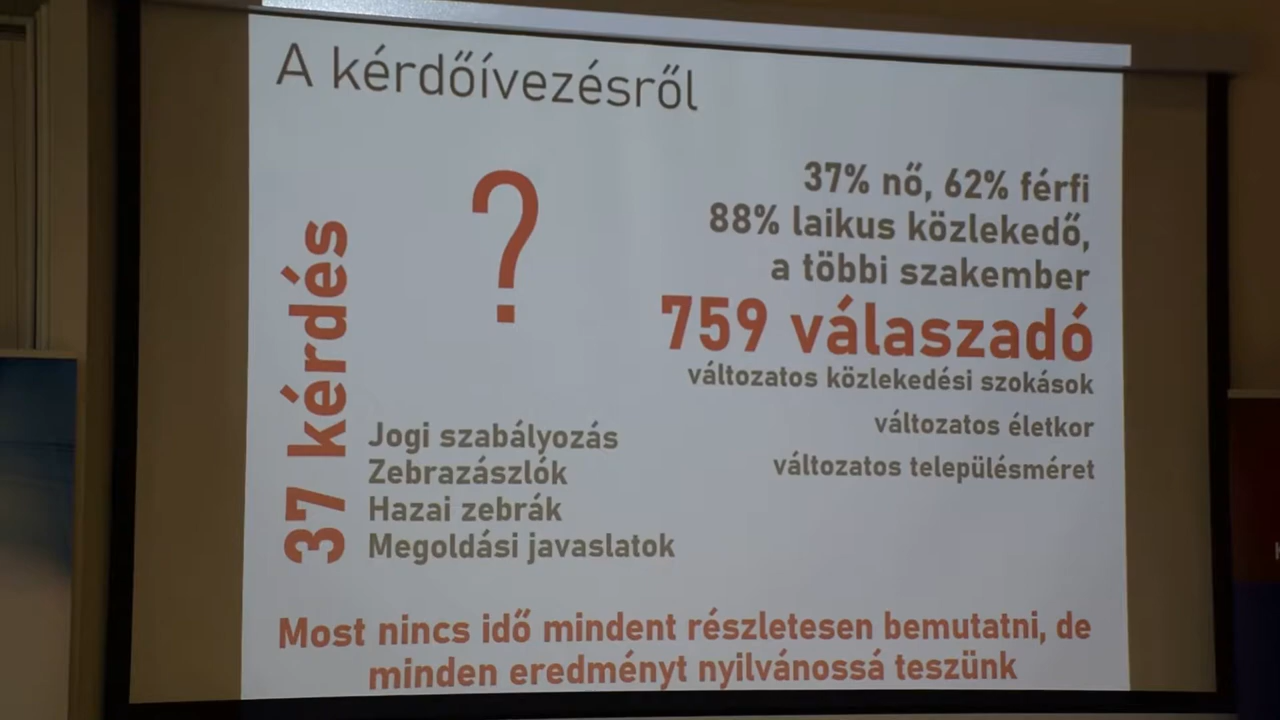 A kérdőívezésről
37 kérdés
?
Jogi szabályozás
Zebrazászlók
Hazai zebrák
Megoldási javaslatok
37% nő, 62% férfi
88% laikus közlekedő,
a többi szakember
759 válaszadó
változatos közlekedési szokások
változatos életkor
változatos településméret
Most nincs idő mindent részletesen bemutatni, de
minden eredményt nyilvánossá teszünk